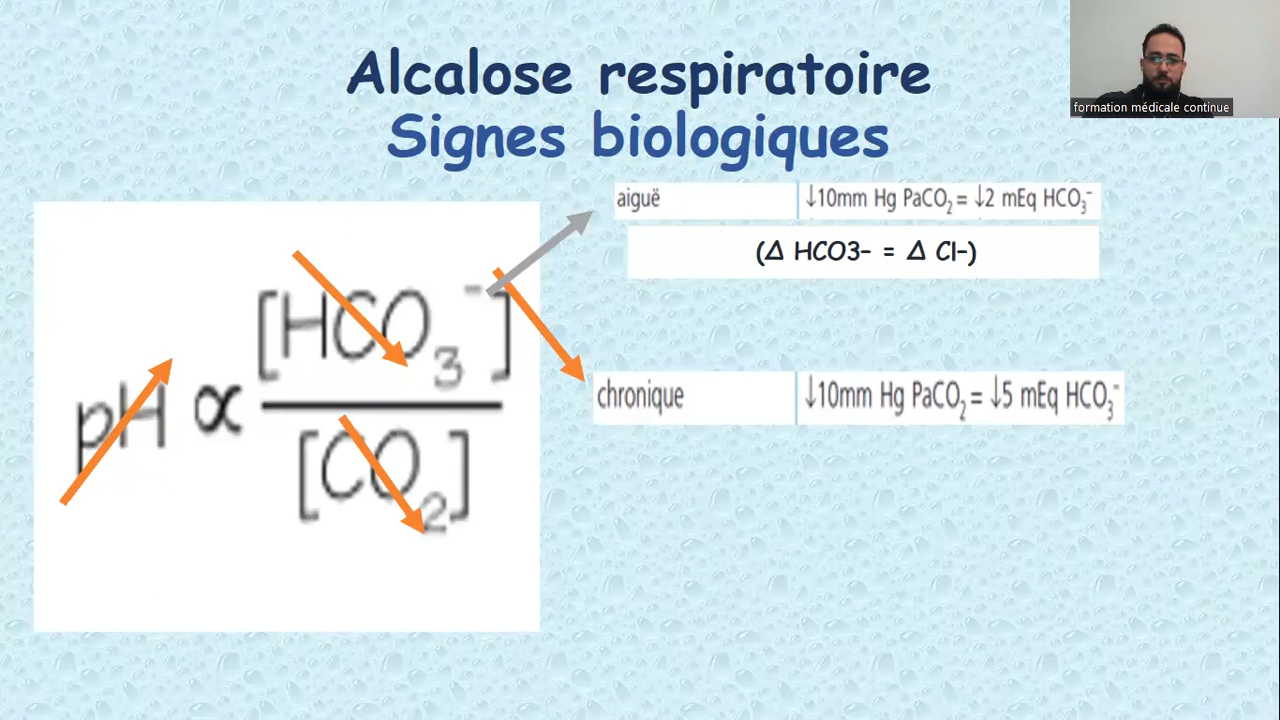 Alcalose respiratoire
Signes biologiques
formation médicale continue
aiguë ↓10mm Hg PaCO₂ = ↓2 mEq HCO₃⁻
(Δ HCO3- = Δ Cl-)
pH ∝ [HCO₃⁻]
[CO₂]
chronique ↓10mm Hg PaCO₂ = ↓5 mEq HCO₃⁻